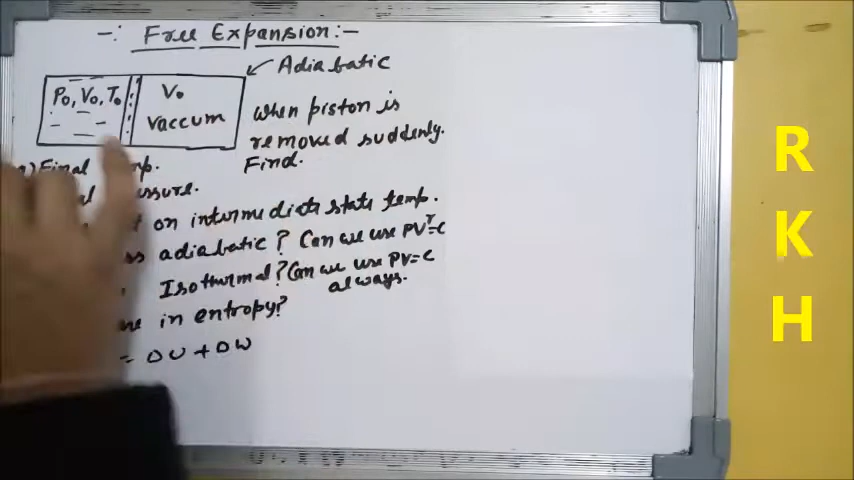 -: Free Expansion:-
Adiabatic
P₀, V₀, T₀
V₀
vaccum
when piston is
removed suddenly.
Find.
Final
on intermediate state temp.
adiabatic? Can we use PVʳ=C
Isothermal? Can we use PV=C
always.
in entropy?
= ΔU + ΔW
R
K
H